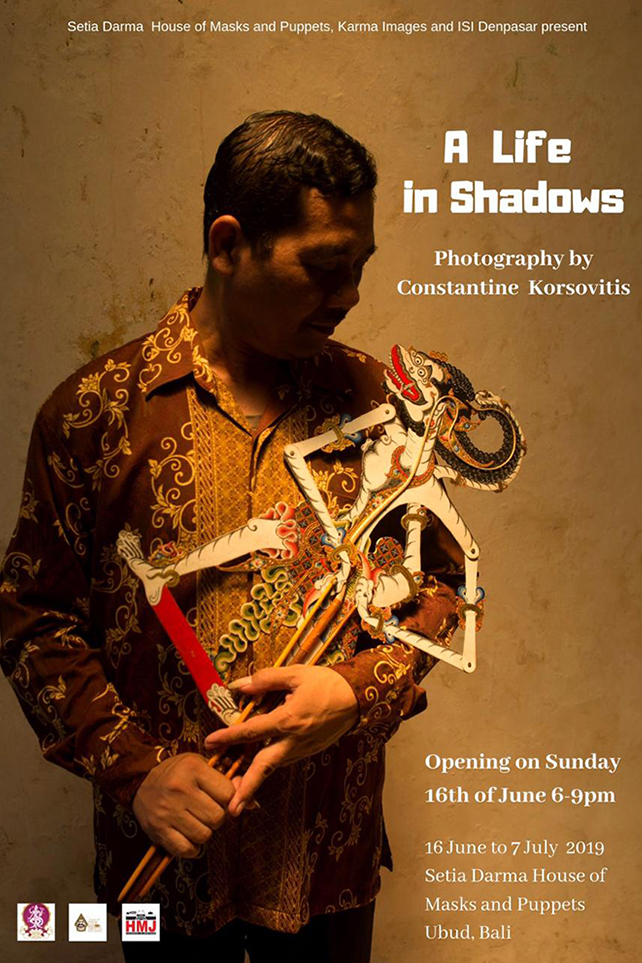 Setia Darma House of Masks and Puppets, Karma Images and ISI Denpasar present
A Life
in Shadows
Photography by
Constantine Korsovitis
Opening on Sunday
16th of June 6-9pm
16 June to 7 July 2019
Setia Darma House of
Masks and Puppets
Ubud, Bali
HMJ